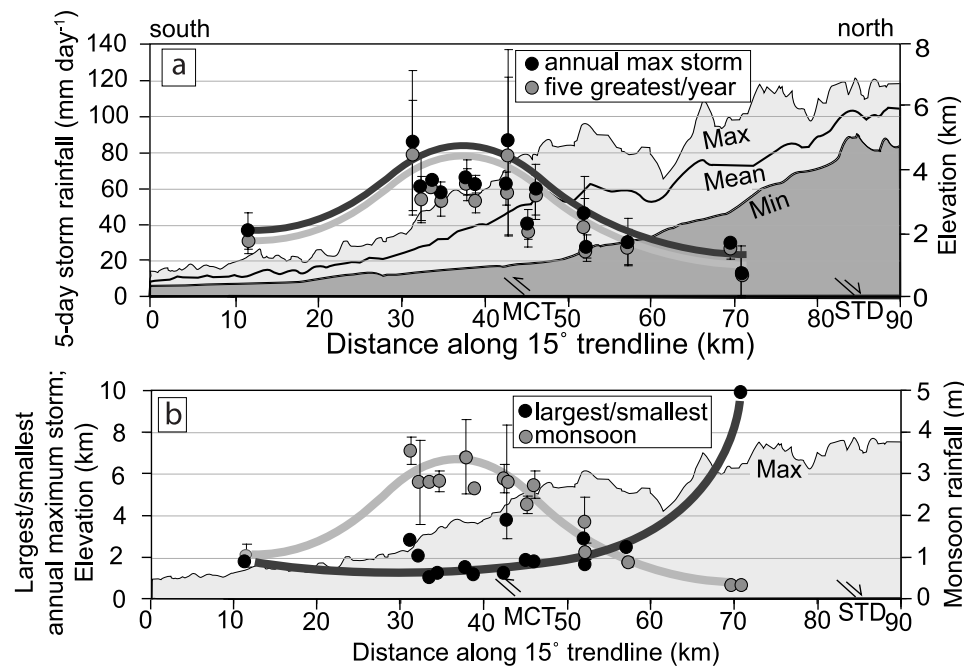 south
north
a
140
120
100
80
60
40
20
0
5-day storm rainfall (mm day-1)
annual max storm
five greatest/year
Max
Mean
Min
8
6
4
2
0
Elevation (km)
MCT
STD
0 10 20 30 40 50 60 70 80 90
Distance along 15° trendline (km)
b
10
8
6
4
2
0
Largest/smallest
annual maximum storm;
Elevation (km)
largest/smallest
monsoon
Max
5
4
3
2
1
0
Monsoon rainfall (m)
MCT
STD
0 10 20 30 40 50 60 70 80 90
Distance along 15° trendline (km)